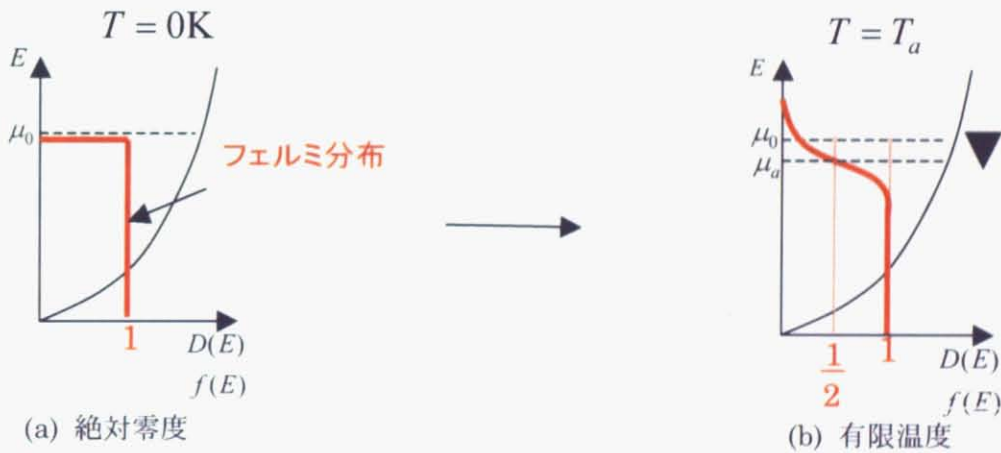 T = 0K
E
μ₀
フェルミ分布
1
D(E)
f(E)
(a) 絶対零度
T = Tₐ
E
μ₀
μₐ
1/2
1
D(E)
f(E)
(b) 有限温度